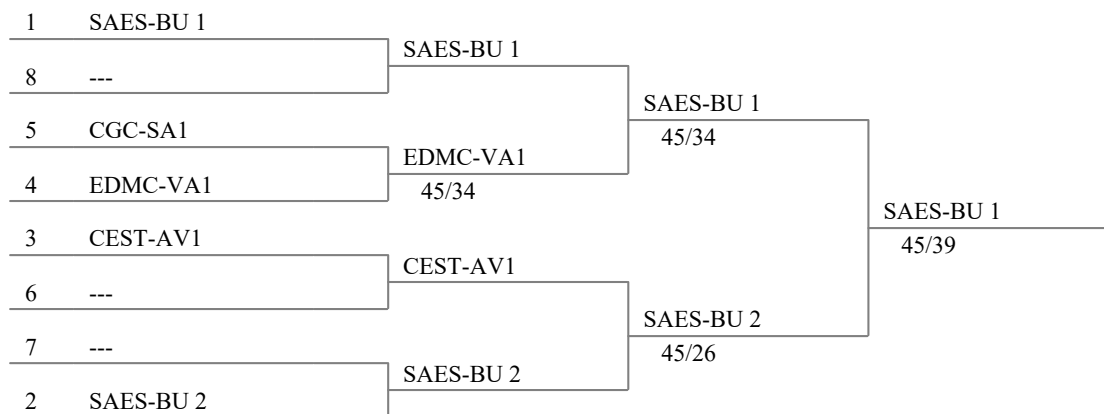 1 SAES-BU 1
SAES-BU 1
8 ---
SAES-BU 1
45/34
5 CGC-SA1
EDMC-VA1
45/34
4 EDMC-VA1
SAES-BU 1
45/39
3 CEST-AV1
CEST-AV1
6 ---
SAES-BU 2
45/26
7 ---
SAES-BU 2
2 SAES-BU 2